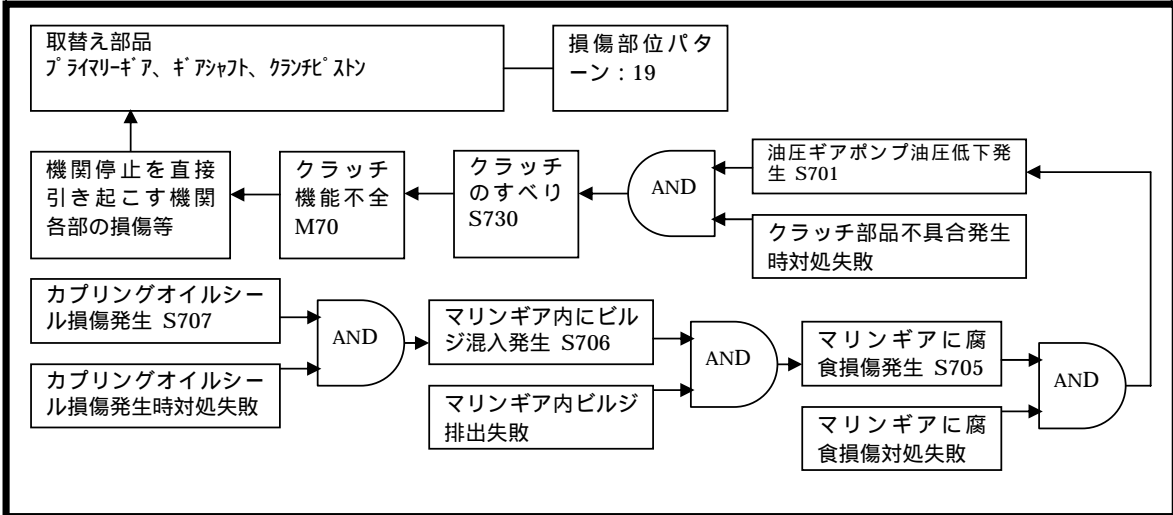 取替え部品
プライマリーギア、ギアシャフト、クランチピストン
損傷部位パタ
ーン：19
機関停止を直接
引き起こす機関
各部の損傷等
クラッチ
機能不全
M70
クラッチ
のすべり
S730
AND
油圧ギアポンプ油圧低下発
生 S701
クラッチ部品不具合発生
時対処失敗
カプリングオイルシー
ル損傷発生 S707
カプリングオイルシー
ル損傷発生時対処失敗
AND
マリンギア内にビル
ジ混入発生 S706
マリンギア内ビルジ
排出失敗
AND
マリンギアに腐
食損傷発生 S705
マリンギアに腐
食損傷対処失敗
AND